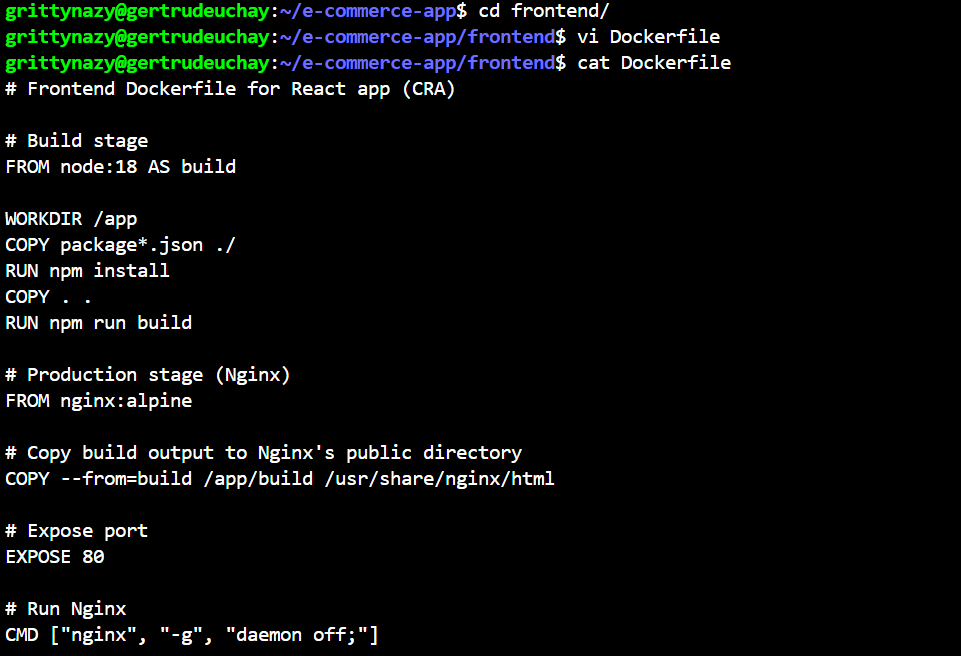 grittynazy@gertrudeuchay:~/e-commerce-app$ cd frontend/
grittynazy@gertrudeuchay:~/e-commerce-app/frontend$ vi Dockerfile
grittynazy@gertrudeuchay:~/e-commerce-app/frontend$ cat Dockerfile
# Frontend Dockerfile for React app (CRA)

# Build stage
FROM node:18 AS build

WORKDIR /app
COPY package*.json ./
RUN npm install
COPY . .
RUN npm run build

# Production stage (Nginx)
FROM nginx:alpine

# Copy build output to Nginx's public directory
COPY --from=build /app/build /usr/share/nginx/html

# Expose port
EXPOSE 80

# Run Nginx
CMD ["nginx", "-g", "daemon off;"]